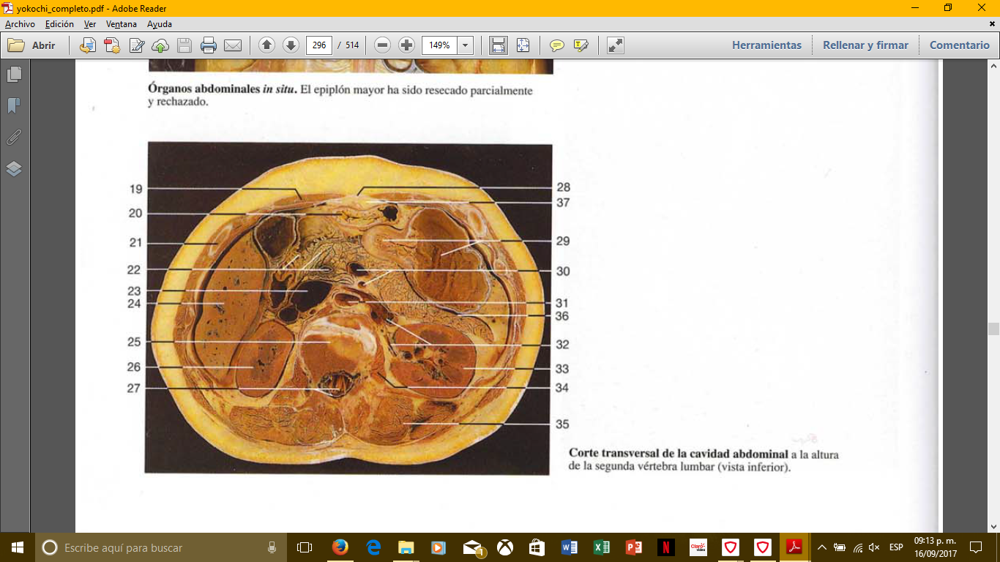 yokochi_completo.pdf - Adobe Reader
Archivo Edición Ver Ventana Ayuda
Abrir 296 / 514 149% Herramientas Rellenar y firmar Comentario
Órganos abdominales in situ. El epiplón mayor ha sido resecado parcialmente
y rechazado.
19
20
21
22
23
24
25
26
27
28
37
29
30
31
36
32
33
34
35
Corte transversal de la cavidad abdominal a la altura
de la segunda vértebra lumbar (vista inferior).
Escribe aquí para buscar
1
N
Claro
video
ESP
09:13 p. m.
16/09/2017